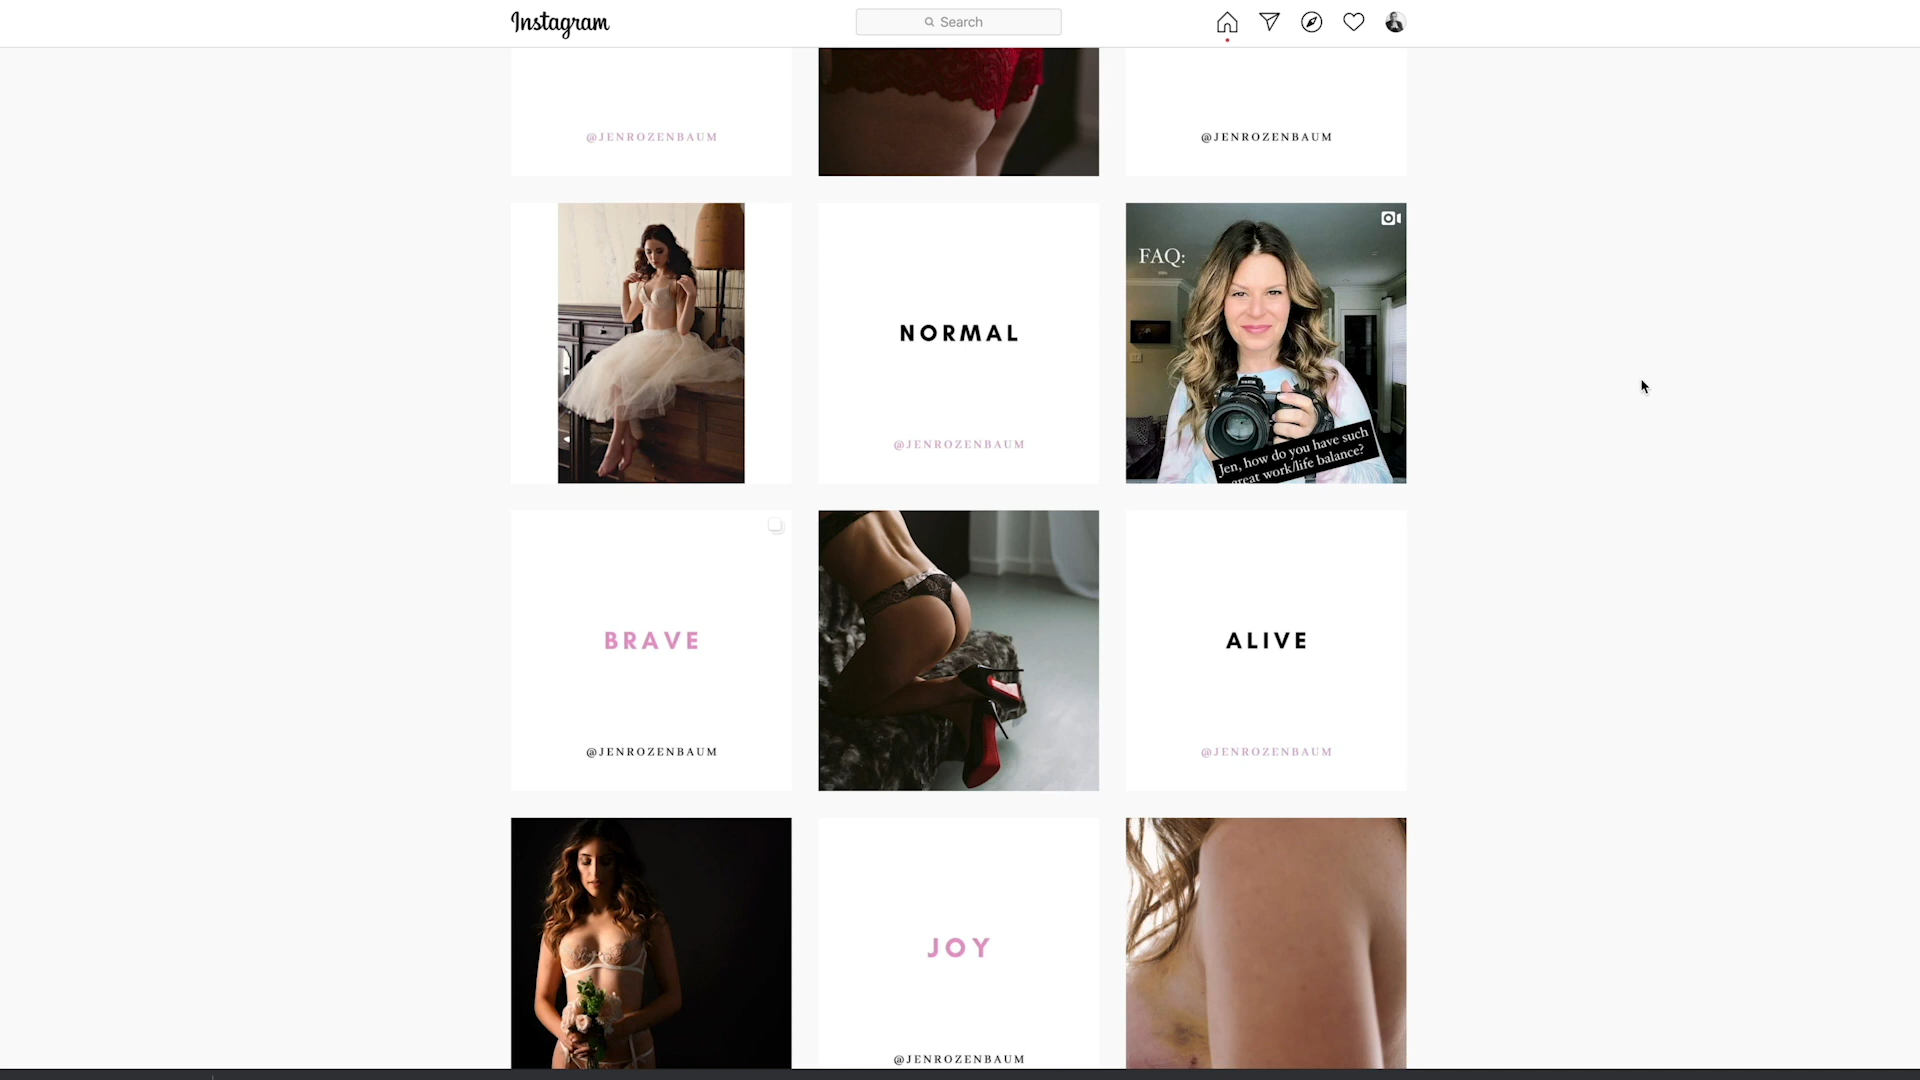 Instagram
Search
@JENROZENBAUM
@JENROZENBAUM
NORMAL
@JENROZENBAUM
FAQ:
Jen, how do you have such
great work/life balance?
BRAVE
@JENROZENBAUM
ALIVE
@JENROZENBAUM
JOY
@JENROZENBAUM